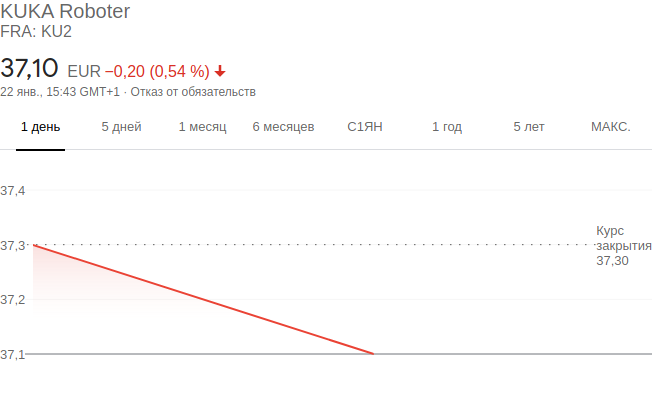 KUKA Roboter
FRA: KU2
37,10 EUR −0,20 (0,54 %)
22 янв., 15:43 GMT+1 · Отказ от обязательств
1 день 5 дней 1 месяц 6 месяцев С1ЯН 1 год 5 лет МАКС.
37,4
Курс
37,3 закрытия
37,30
37,2
37,1